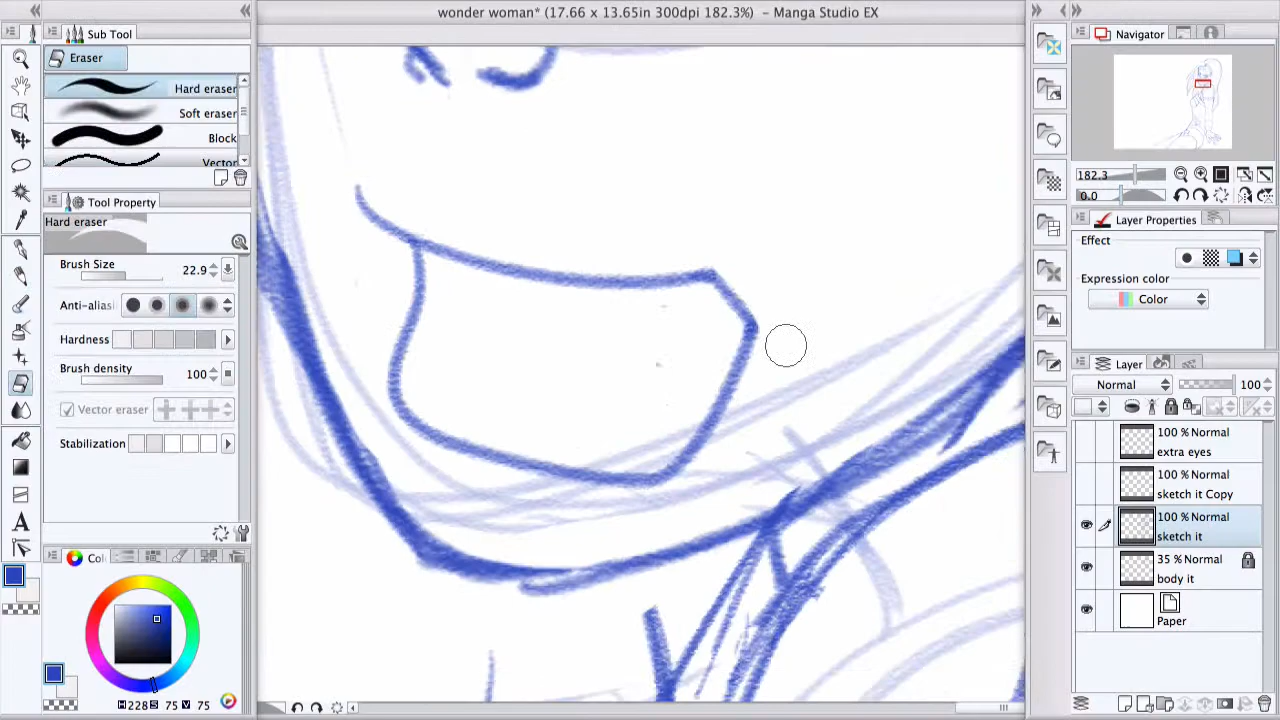 wonder woman* (17.66 x 13.65in 300dpi 182.3%) - Manga Studio EX
Sub Tool
Eraser
Hard eraser
Soft eraser
Block
Vector
Tool Property
Hard eraser
Brush Size 22.9
Anti-alias
Hardness
Brush density 100
Vector eraser
Stabilization
Col
H 228 S 75 V 75
Navigator
182.3
0.0
Layer Properties
Effect
Expression color
Color
Layer
Normal 100
100 % Normal
extra eyes
100 % Normal
sketch it Copy
100 % Normal
sketch it
35 % Normal
body it
Paper